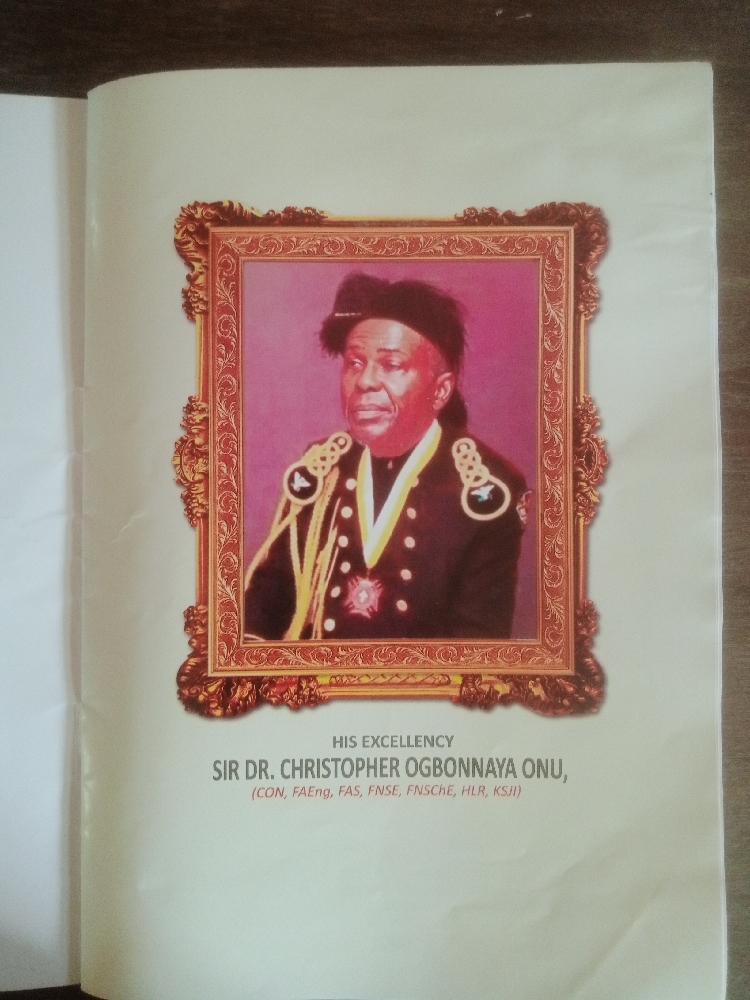 HIS EXCELLENCY
SIR DR. CHRISTOPHER OGBONNAYA ONU,
(CON, FAEng, FAS, FNSE, FNSChE, HLR, KSJI)